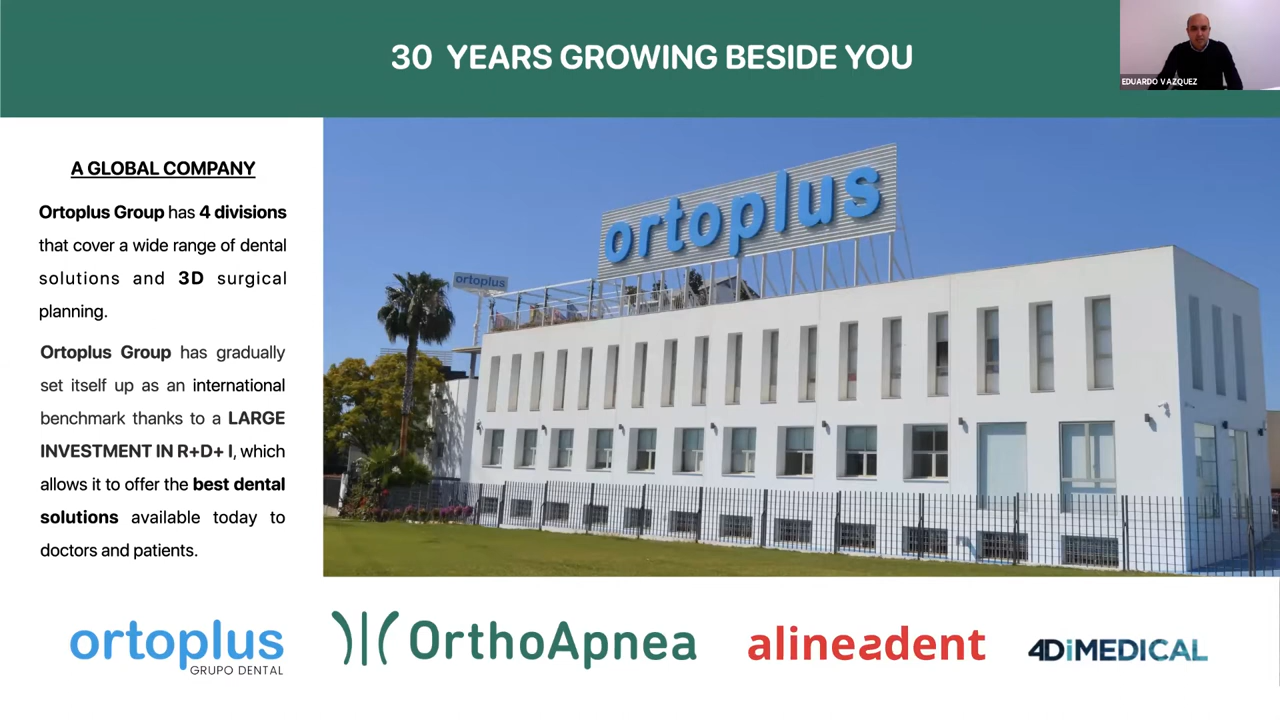 30 YEARS GROWING BESIDE YOU
EDUARDO VAZQUEZ
A GLOBAL COMPANY
Ortoplus Group has 4 divisions
that cover a wide range of dental
solutions and 3D surgical
planning.
Ortoplus Group has gradually
set itself up as an international
benchmark thanks to a LARGE
INVESTMENT IN R+D+ I, which
allows it to offer the best dental
solutions available today to
doctors and patients.
ortoplus
ortoplus
ortoplus
GRUPO DENTAL
OrthoApnea
alineadent
4DiMEDICAL